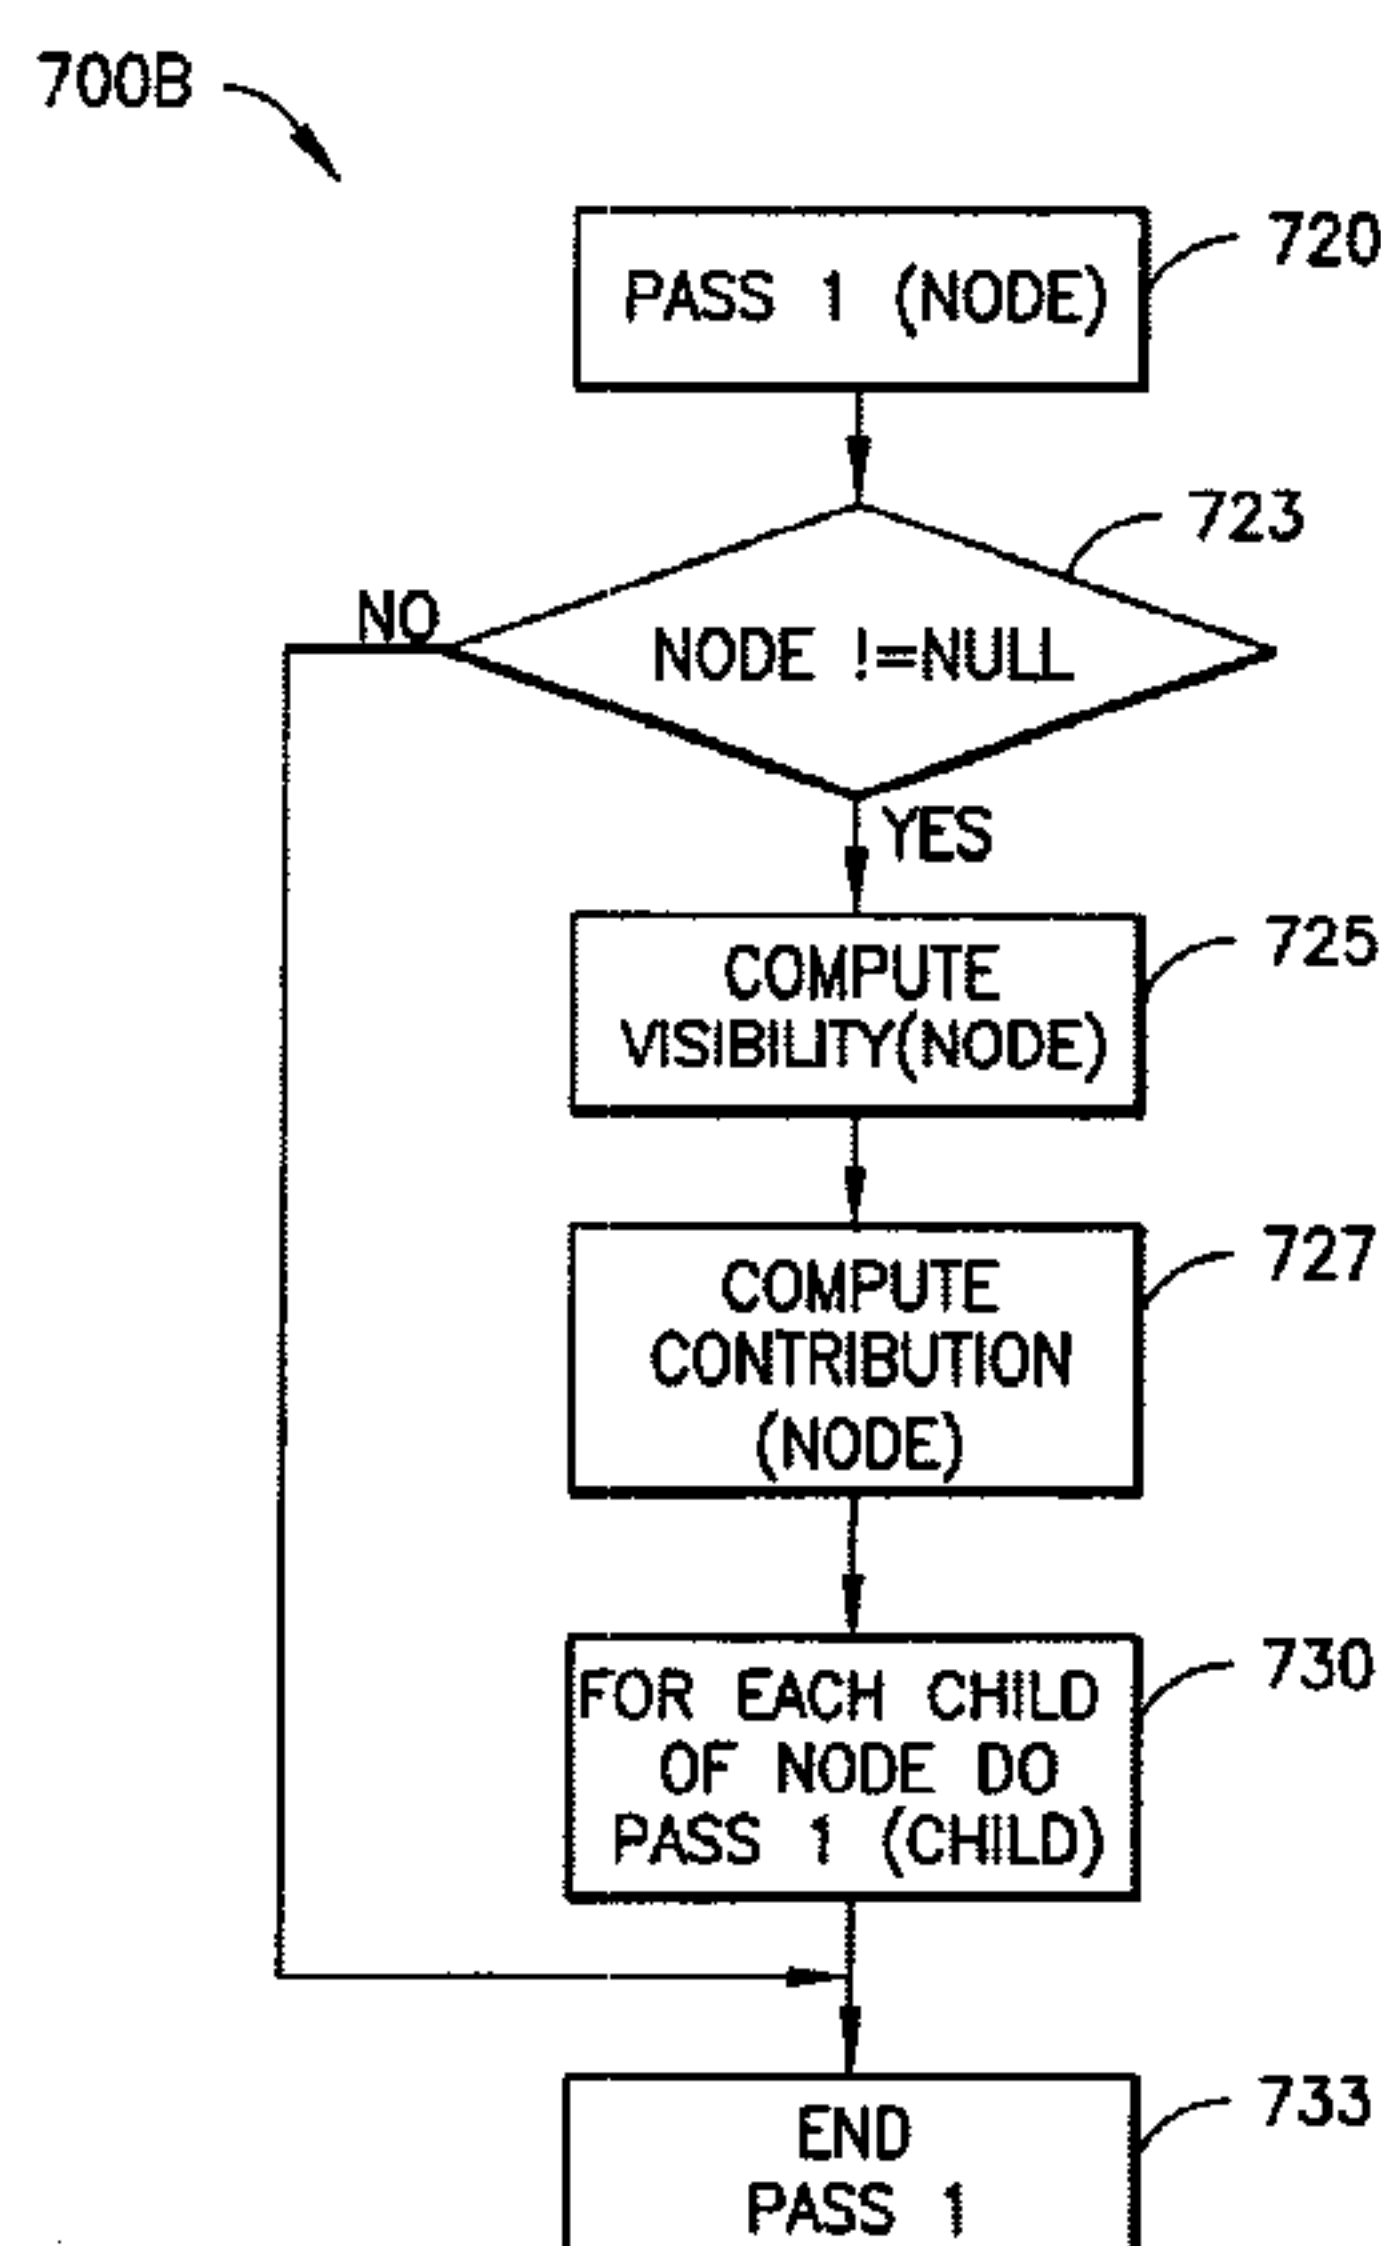 700B
720
PASS 1 (NODE)
723
NO
NODE !=NULL
YES
725
COMPUTE
VISIBILITY(NODE)
727
COMPUTE
CONTRIBUTION
(NODE)
730
FOR EACH CHILD
OF NODE DO
PASS 1 (CHILD)
733
END
PASS 1